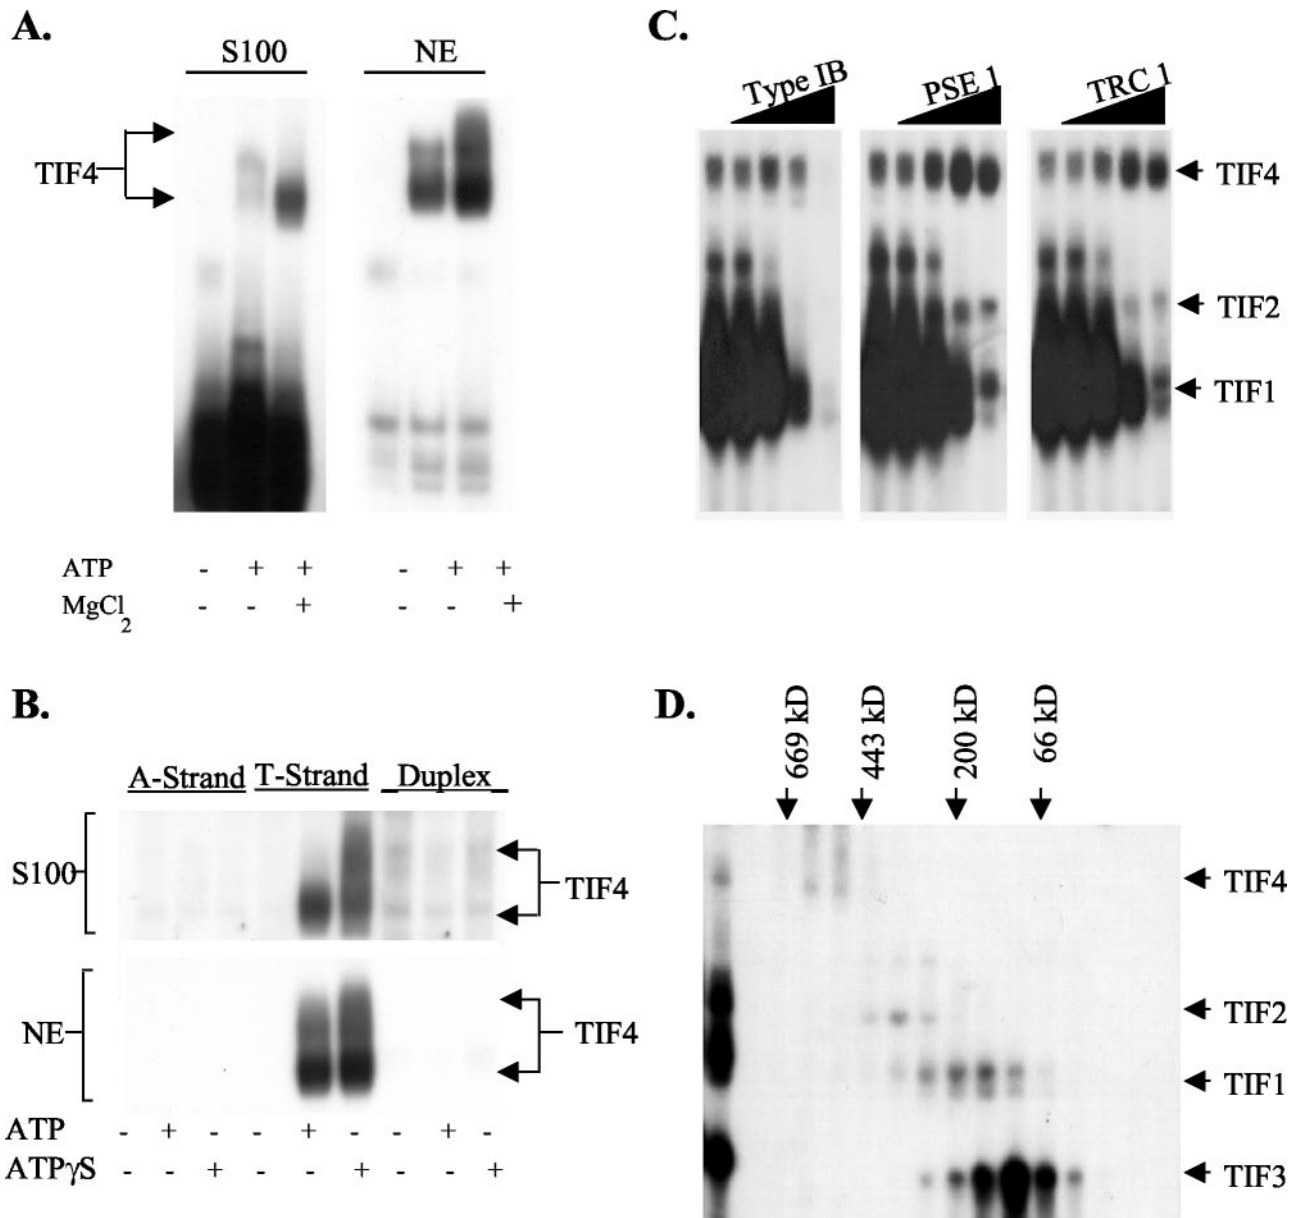 A.
S100 NE
TIF4
ATP - + + - + +
MgCl2 - - + - - +
B.
A-Strand T-Strand Duplex
S100
TIF4
NE
TIF4
ATP - + - - + - - + -
ATPγS - - + - - + - - +
C.
Type IB PSE 1 TRC 1
TIF4
TIF2
TIF1
D.
669 kD 443 kD 200 kD 66 kD
TIF4
TIF2
TIF1
TIF3